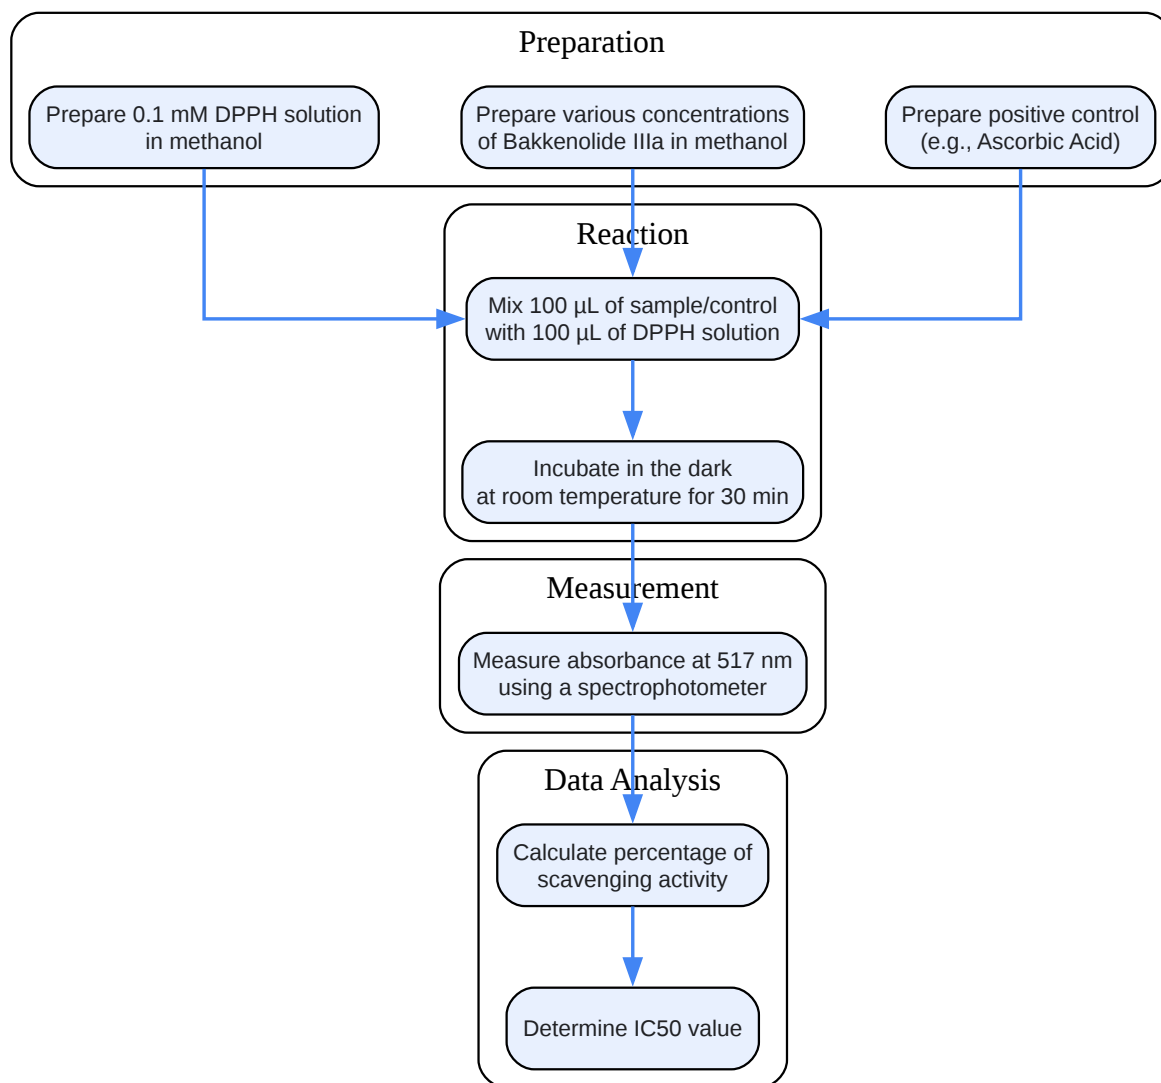 Preparation
Prepare 0.1 mM DPPH solution
in methanol
Prepare various concentrations
of Bakkenolide IIIa in methanol
Prepare positive control
(e.g., Ascorbic Acid)
Reaction
Mix 100 µL of sample/control
with 100 µL of DPPH solution
Incubate in the dark
at room temperature for 30 min
Measurement
Measure absorbance at 517 nm
using a spectrophotometer
Data Analysis
Calculate percentage of
scavenging activity
Determine IC50 value